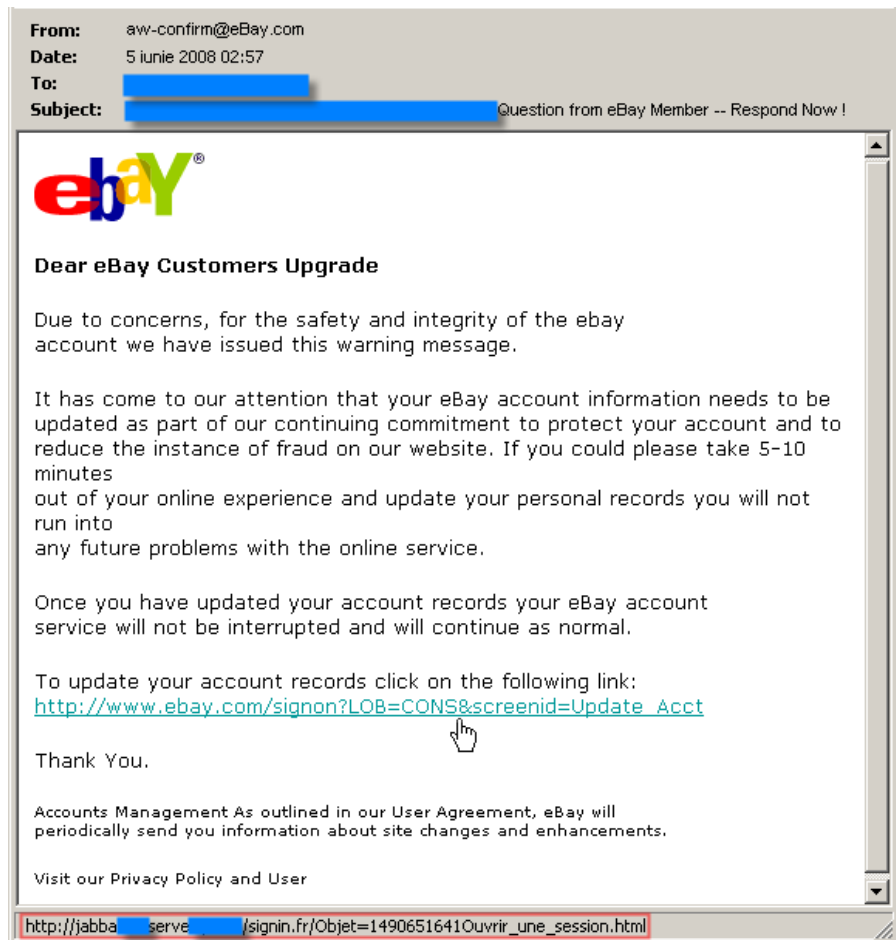 From: aw-confirm@eBay.com
Date: 5 iunie 2008 02:57
To:
Subject: Question from eBay Member -- Respond Now !
ebaY®
Dear eBay Customers Upgrade
Due to concerns, for the safety and integrity of the ebay
account we have issued this warning message.
It has come to our attention that your eBay account information needs to be
updated as part of our continuing commitment to protect your account and to
reduce the instance of fraud on our website. If you could please take 5-10
minutes
out of your online experience and update your personal records you will not
run into
any future problems with the online service.
Once you have updated your account records your eBay account
service will not be interrupted and will continue as normal.
To update your account records click on the following link:
http://www.ebay.com/signon?LOB=CONS&screenid=Update_Acct
Thank You.
Accounts Management As outlined in our User Agreement, eBay will
periodically send you information about site changes and enhancements.
Visit our Privacy Policy and User
http://jabba serve /signin.fr/Objet=1490651641Ouvrir_une_session.html